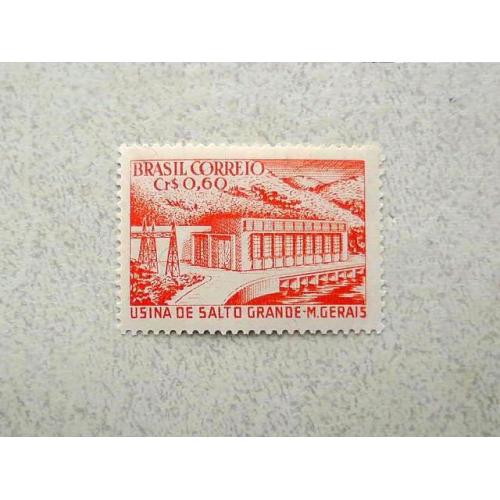 BRASIL CORREIO
Cr$ 0,60
USINA DE SALTO GRANDE-M.GERAIS